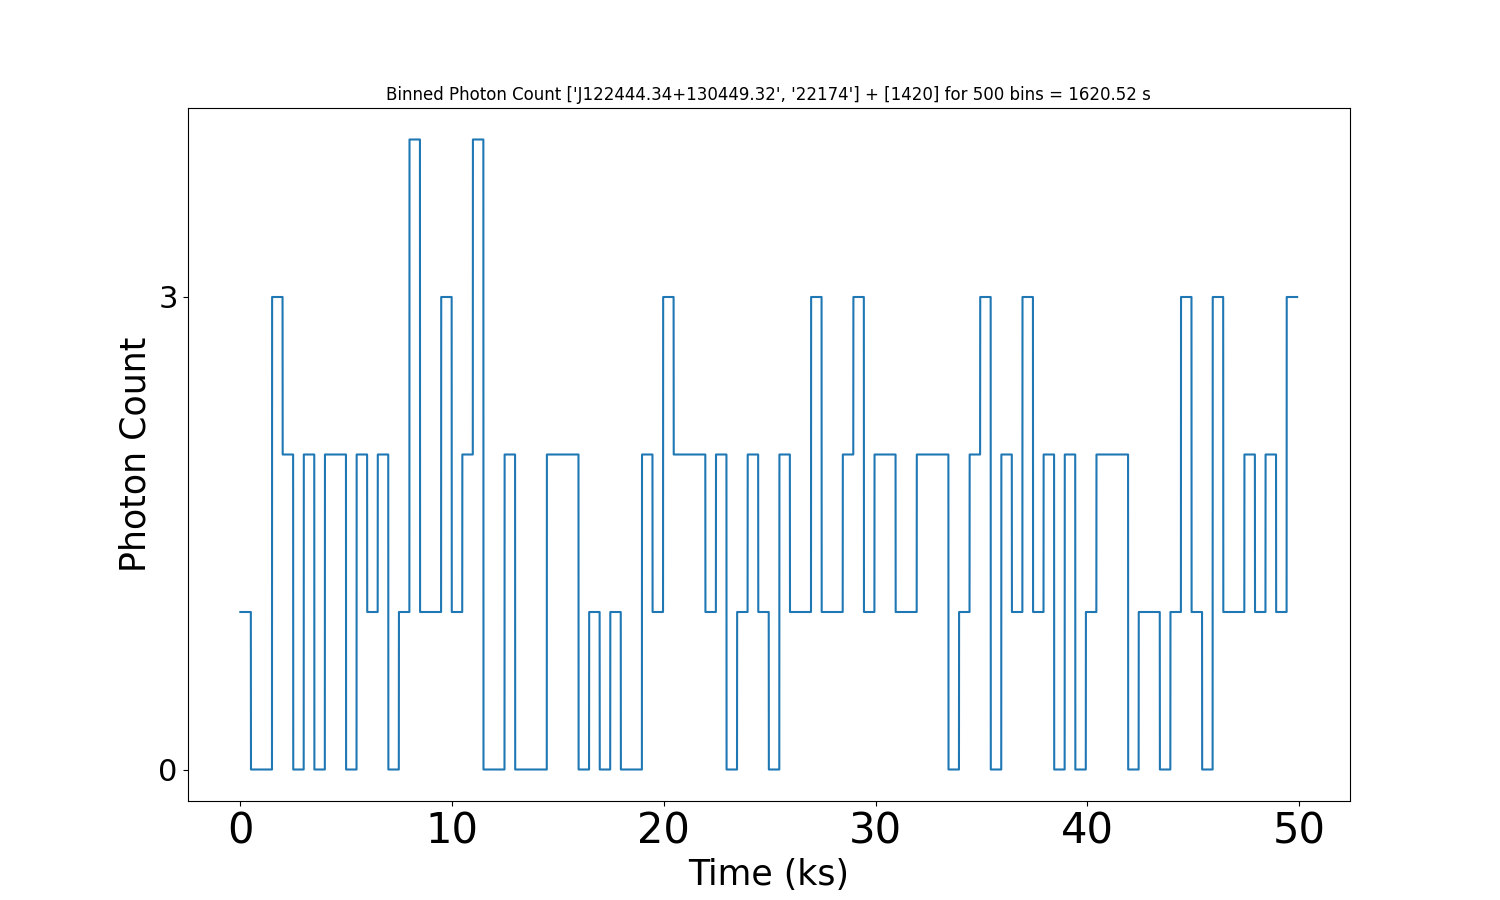 Binned Photon Count ['J122444.34+130449.32', '22174'] + [1420] for 500 bins = 1620.52 s
Photon Count
3
0
0 10 20 30 40 50
Time (ks)